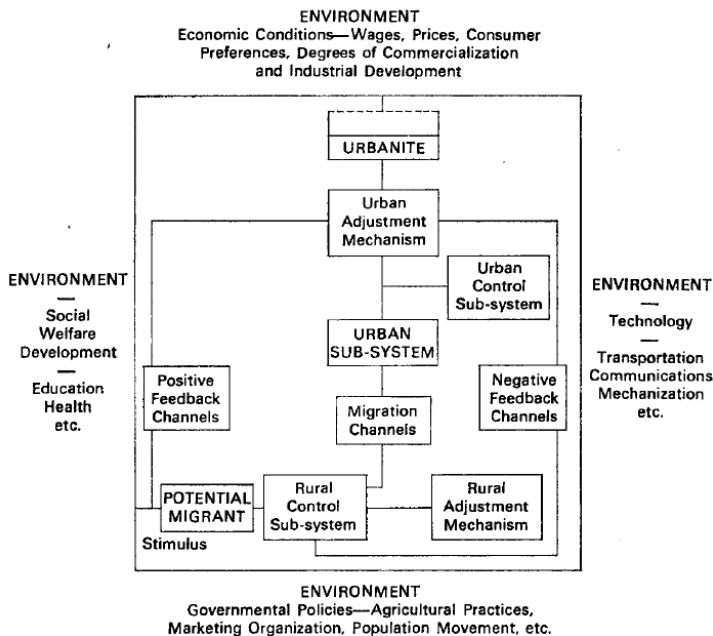 ENVIRONMENT
Economic Conditions—Wages, Prices, Consumer
Preferences, Degrees of Commercialization
and Industrial Development
URBANITE
Urban
Adjustment
Mechanism
ENVIRONMENT
—
Social
Welfare
Development
—
Education
Health
etc.
Urban
Control
Sub-system
ENVIRONMENT
—
Technology
—
Transportation
Communications
Mechanization
etc.
URBAN
SUB-SYSTEM
Positive
Feedback
Channels
Negative
Feedback
Channels
Migration
Channels
POTENTIAL
MIGRANT
Rural
Control
Sub-system
Rural
Adjustment
Mechanism
Stimulus
ENVIRONMENT
Governmental Policies—Agricultural Practices,
Marketing Organization, Population Movement, etc.